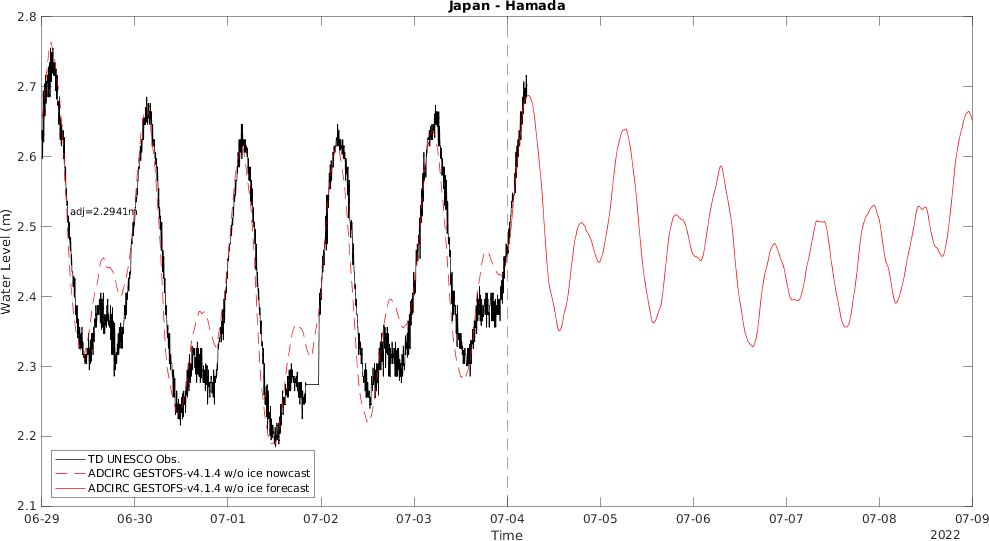 Japan - Hamada
2.8
2.7
2.6
2.5
2.4
2.3
2.2
2.1
Water Level (m)
adj=2.2941m
TD UNESCO Obs.
ADCIRC GESTOFS-v4.1.4 w/o ice nowcast
ADCIRC GESTOFS-v4.1.4 w/o ice forecast
06-29 06-30 07-01 07-02 07-03 07-04 07-05 07-06 07-07 07-08 07-09
Time
2022